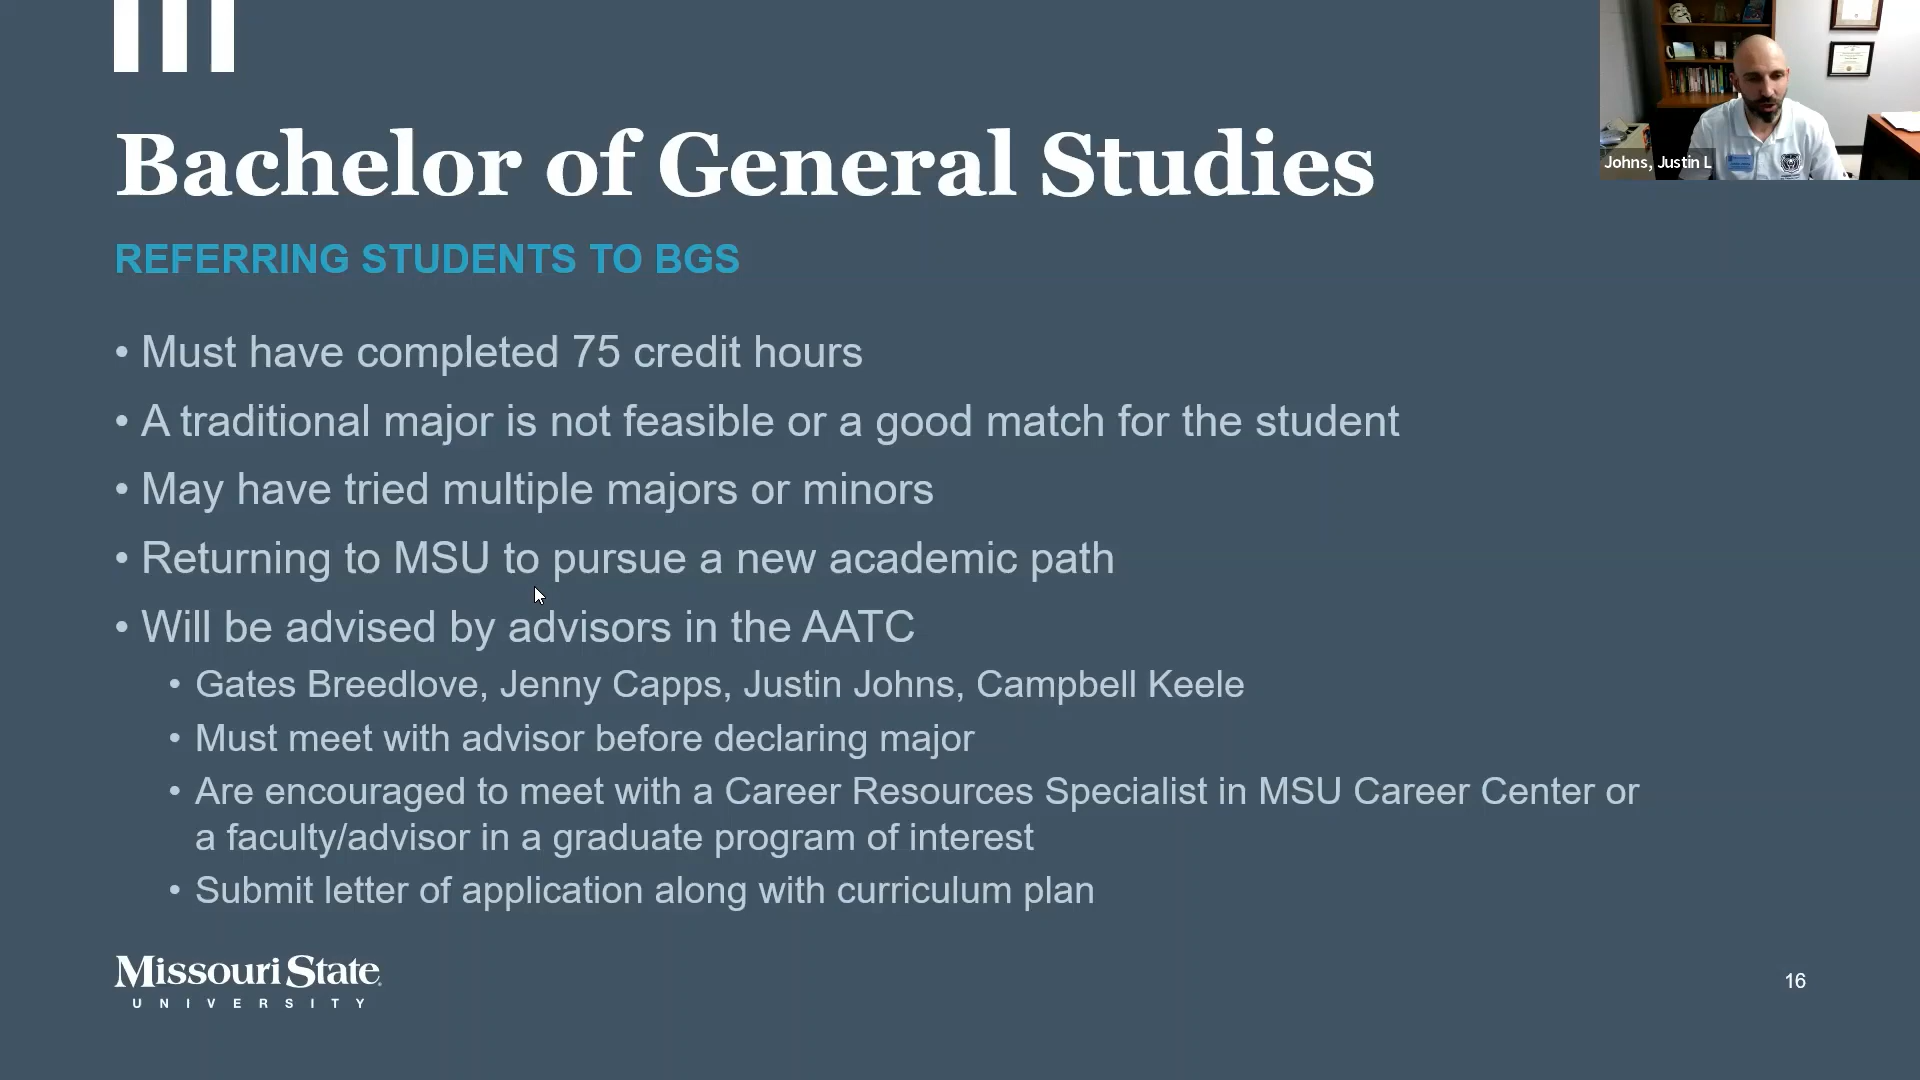 Bachelor of General Studies
Johns, Justin L
REFERRING STUDENTS TO BGS
• Must have completed 75 credit hours
• A traditional major is not feasible or a good match for the student
• May have tried multiple majors or minors
• Returning to MSU to pursue a new academic path
• Will be advised by advisors in the AATC
• Gates Breedlove, Jenny Capps, Justin Johns, Campbell Keele
• Must meet with advisor before declaring major
• Are encouraged to meet with a Career Resources Specialist in MSU Career Center or
a faculty/advisor in a graduate program of interest
• Submit letter of application along with curriculum plan
Missouri State
UNIVERSITY
16